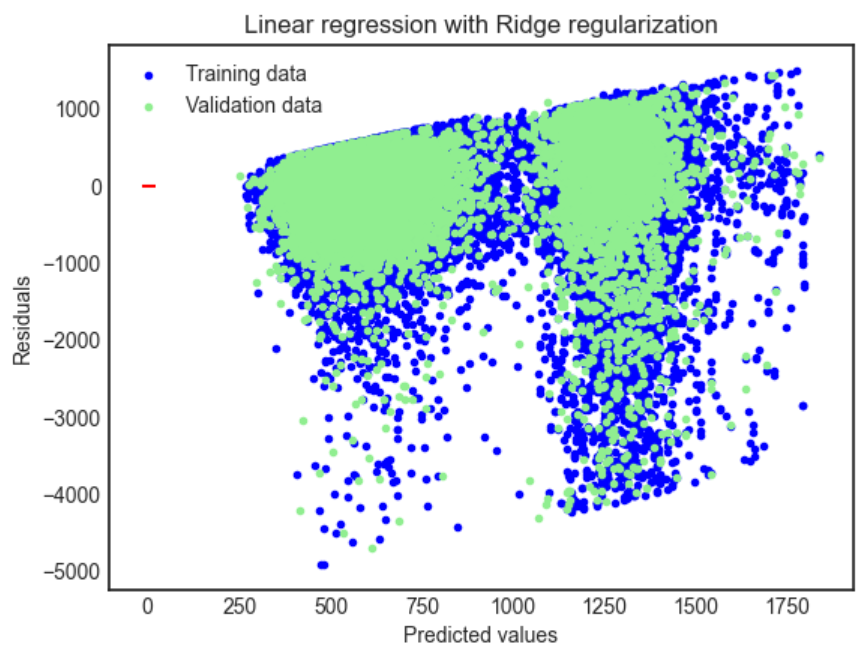 Linear regression with Ridge regularization
Training data
Validation data
1000
0
−1000
−2000
−3000
−4000
−5000
Residuals
0 250 500 750 1000 1250 1500 1750
Predicted values